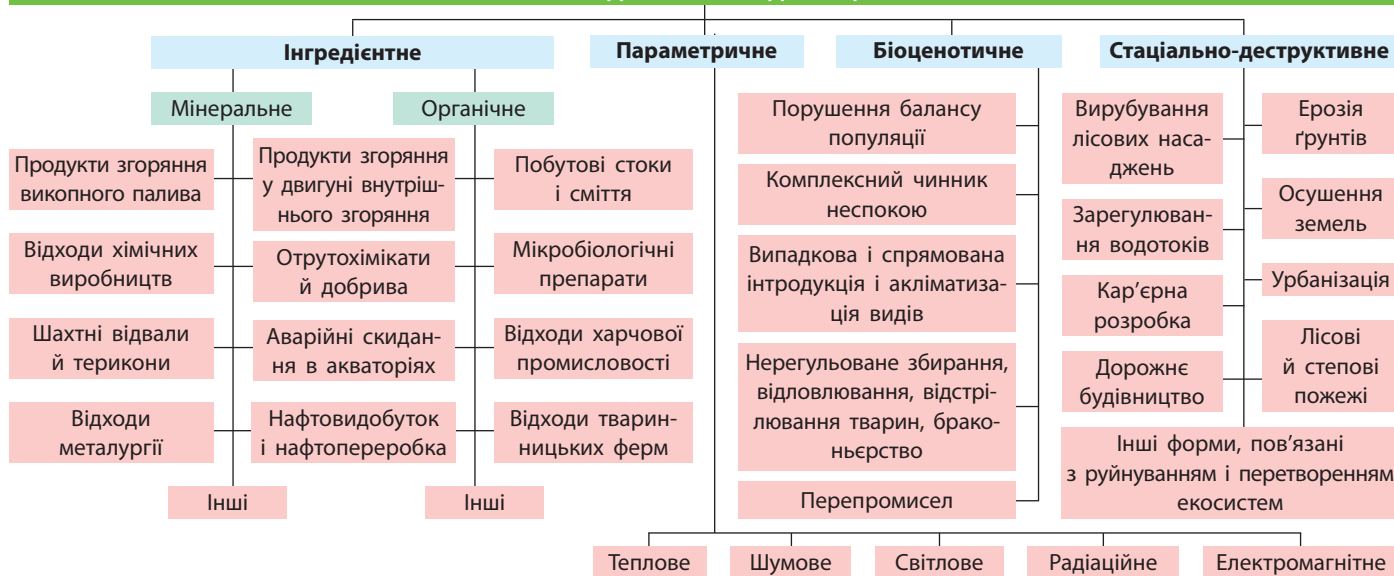 Інгредієнтне
Параметричне
Біоценотичне
Стаціально-деструктивне
Мінеральне
Органічне
Продукти згоряння
викопного палива
Відходи хімічних
виробництв
Шахтні відвали
й терикони
Відходи
металургії
Інші
Продукти згоряння
у двигуні внутріш-
нього згоряння
Отрутохімікати
й добрива
Аварійні скидан-
ня в акваторіях
Нафтовидобуток
і нафтопереробка
Побутові стоки
і сміття
Мікробіологічні
препарати
Відходи харчової
промисловості
Відходи тварин-
ницьких ферм
Інші
Порушення балансу
популяції
Комплексний чинник
неспокою
Випадкова і спрямована
інтродукція і акліматиза-
ція видів
Нерегульоване збирання,
відловлювання, відстрі-
лювання тварин, брако-
ньєрство
Перепромисел
Вирубування
лісових наса-
джень
Зарегулюван-
ня водотоків
Кар’єрна
розробка
Дорожнє
будівництво
Ерозія
ґрунтів
Осушення
земель
Урбанізація
Лісові
й степові
пожежі
Інші форми, пов’язані
з руйнуванням і перетворенням
екосистем
Теплове
Шумове
Світлове
Радіаційне
Електромагнітне